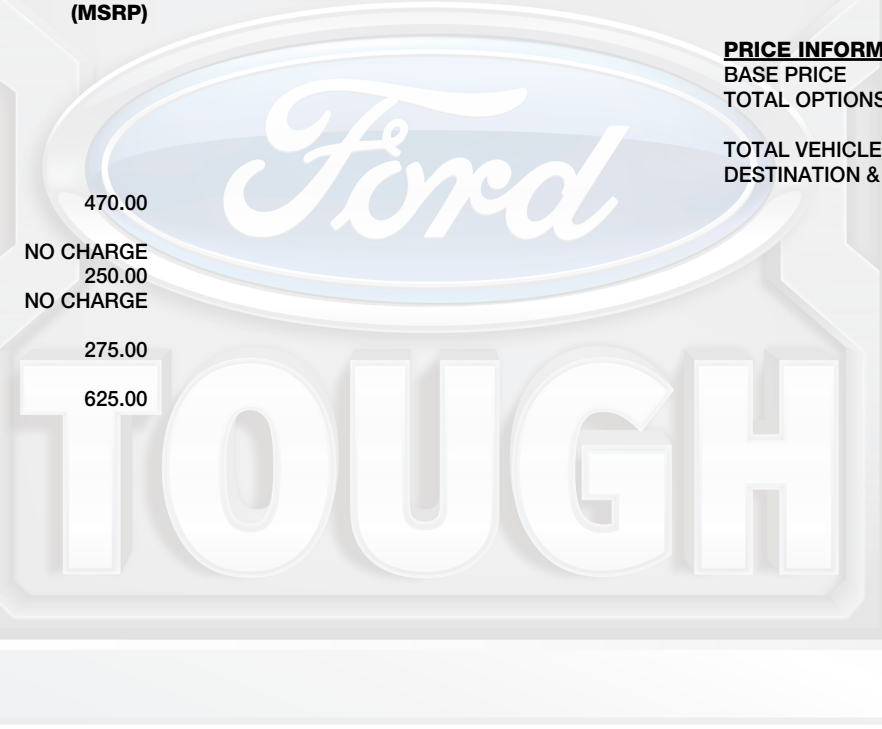 (MSRP)
470.00
NO CHARGE
250.00
NO CHARGE
275.00
625.00
PRICE INFORM
BASE PRICE
TOTAL OPTIONS
TOTAL VEHICLE
DESTINATION &
Ford
TOUGH